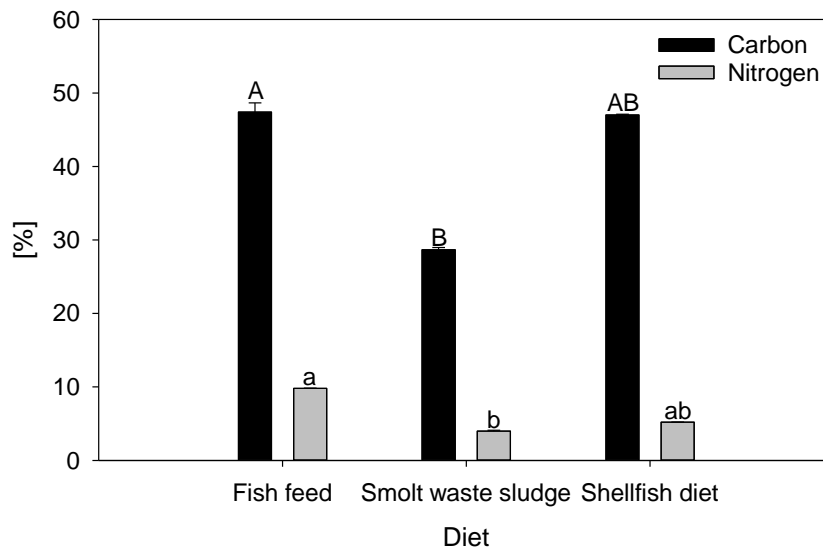 60
50
40
30
20
10
0
[%]
Carbon
Nitrogen
A
AB
B
a
b
ab
Fish feed Smolt waste sludge Shellfish diet
Diet